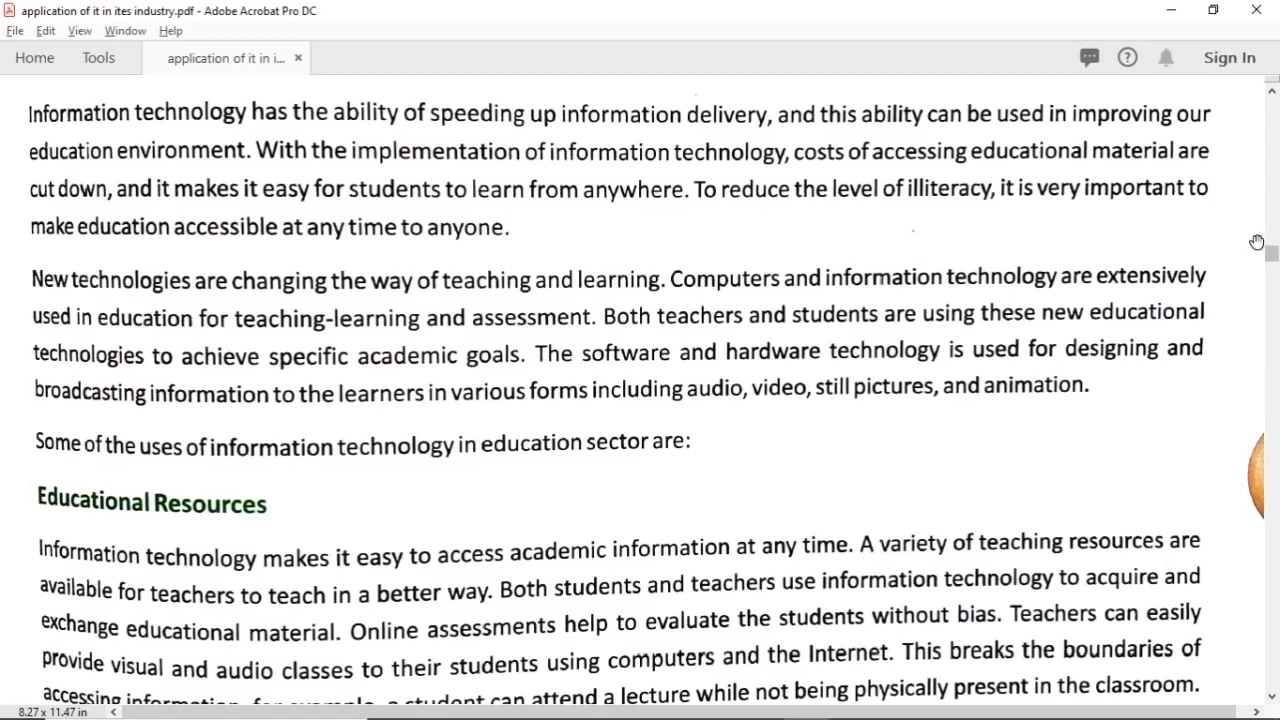 application of it in ites industry.pdf - Adobe Acrobat Pro DC
File Edit View Window Help
Home Tools application of it in i... × Sign In
Information technology has the ability of speeding up information delivery, and this ability can be used in improving our
education environment. With the implementation of information technology, costs of accessing educational material are
cut down, and it makes it easy for students to learn from anywhere. To reduce the level of illiteracy, it is very important to
make education accessible at any time to anyone.
New technologies are changing the way of teaching and learning. Computers and information technology are extensively
used in education for teaching-learning and assessment. Both teachers and students are using these new educational
technologies to achieve specific academic goals. The software and hardware technology is used for designing and
broadcasting information to the learners in various forms including audio, video, still pictures, and animation.
Some of the uses of information technology in education sector are:
Educational Resources
Information technology makes it easy to access academic information at any time. A variety of teaching resources are
available for teachers to teach in a better way. Both students and teachers use information technology to acquire and
exchange educational material. Online assessments help to evaluate the students without bias. Teachers can easily
provide visual and audio classes to their students using computers and the Internet. This breaks the boundaries of
accessing information, for example, a student can attend a lecture while not being physically present in the classroom.
8.27 x 11.47 in